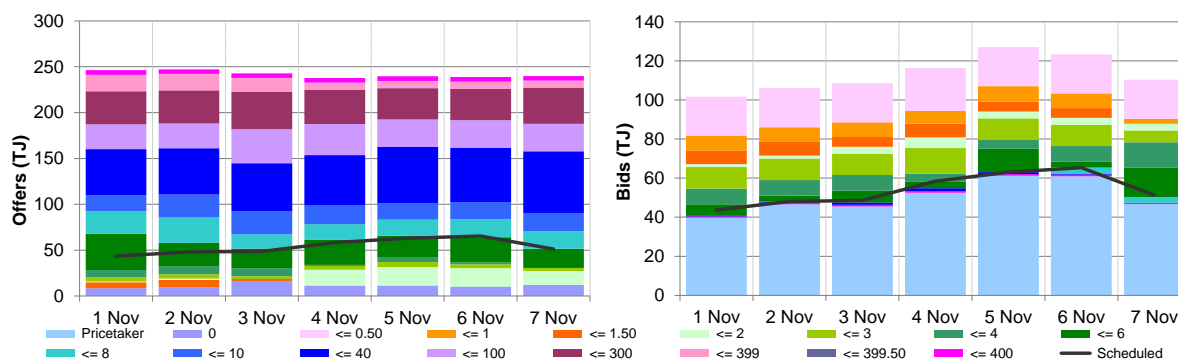 300
250
200
150
100
50
0
Offers (TJ)
1 Nov 2 Nov 3 Nov 4 Nov 5 Nov 6 Nov 7 Nov
140
120
100
80
60
40
20
0
Bids (TJ)
1 Nov 2 Nov 3 Nov 4 Nov 5 Nov 6 Nov 7 Nov
Pricetaker 0 <= 0.50 <= 1 <= 1.50 <= 2 <= 3 <= 4 <= 6
<= 8 <= 10 <= 40 <= 100 <= 300 <= 399 <= 399.50 <= 400 Scheduled